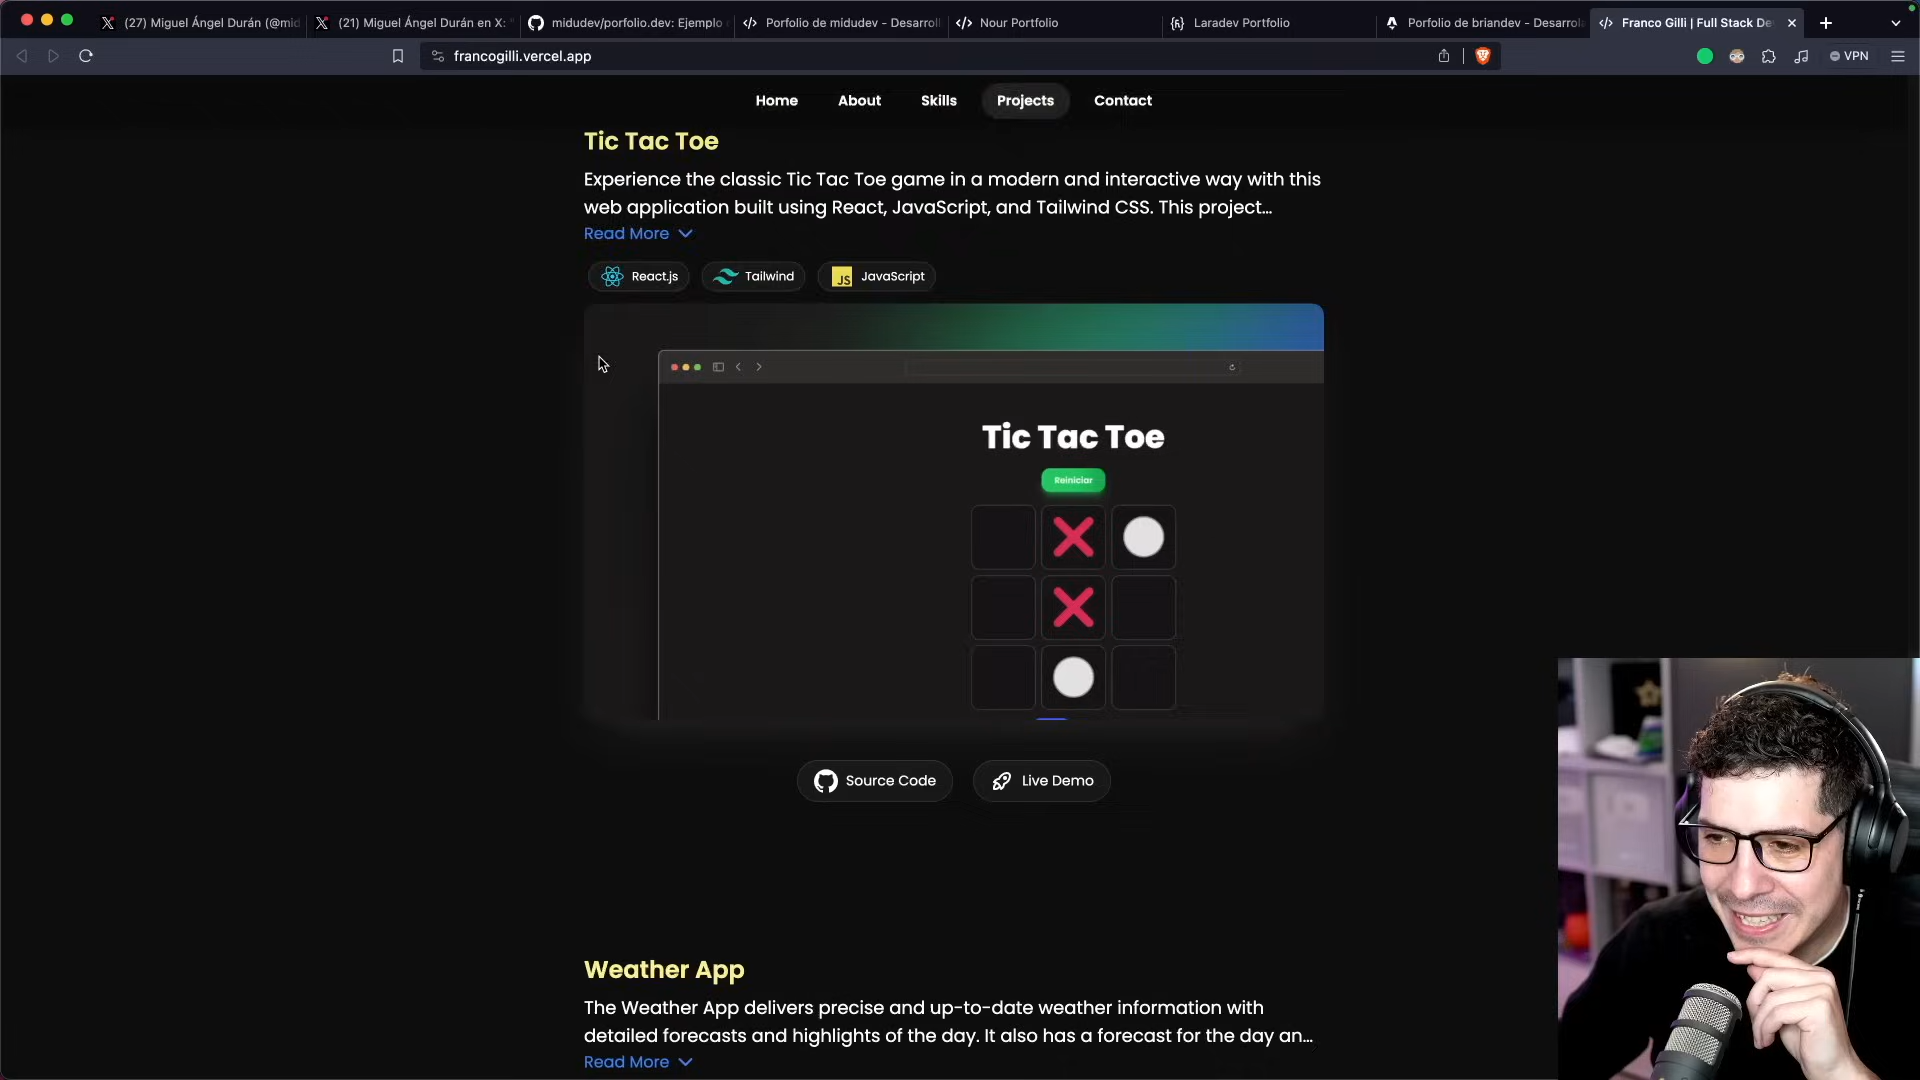 (27) Miguel Ángel Durán (@mid
(21) Miguel Ángel Durán en X: "
midudev/porfolio.dev: Ejemplo
Porfolio de midudev - Desarroll
Nour Portfolio
Laradev Portfolio
Porfolio de briandev - Desarrol
Franco Gilli | Full Stack De
francogilli.vercel.app
VPN
Home
About
Skills
Projects
Contact
Tic Tac Toe
Experience the classic Tic Tac Toe game in a modern and interactive way with this
web application built using React, JavaScript, and Tailwind CSS. This project...
Read More
React.js
Tailwind
JS
JavaScript
Tic Tac Toe
Reiniciar
Source Code
Live Demo
Weather App
The Weather App delivers precise and up-to-date weather information with
detailed forecasts and highlights of the day. It also has a forecast for the day an...
Read More